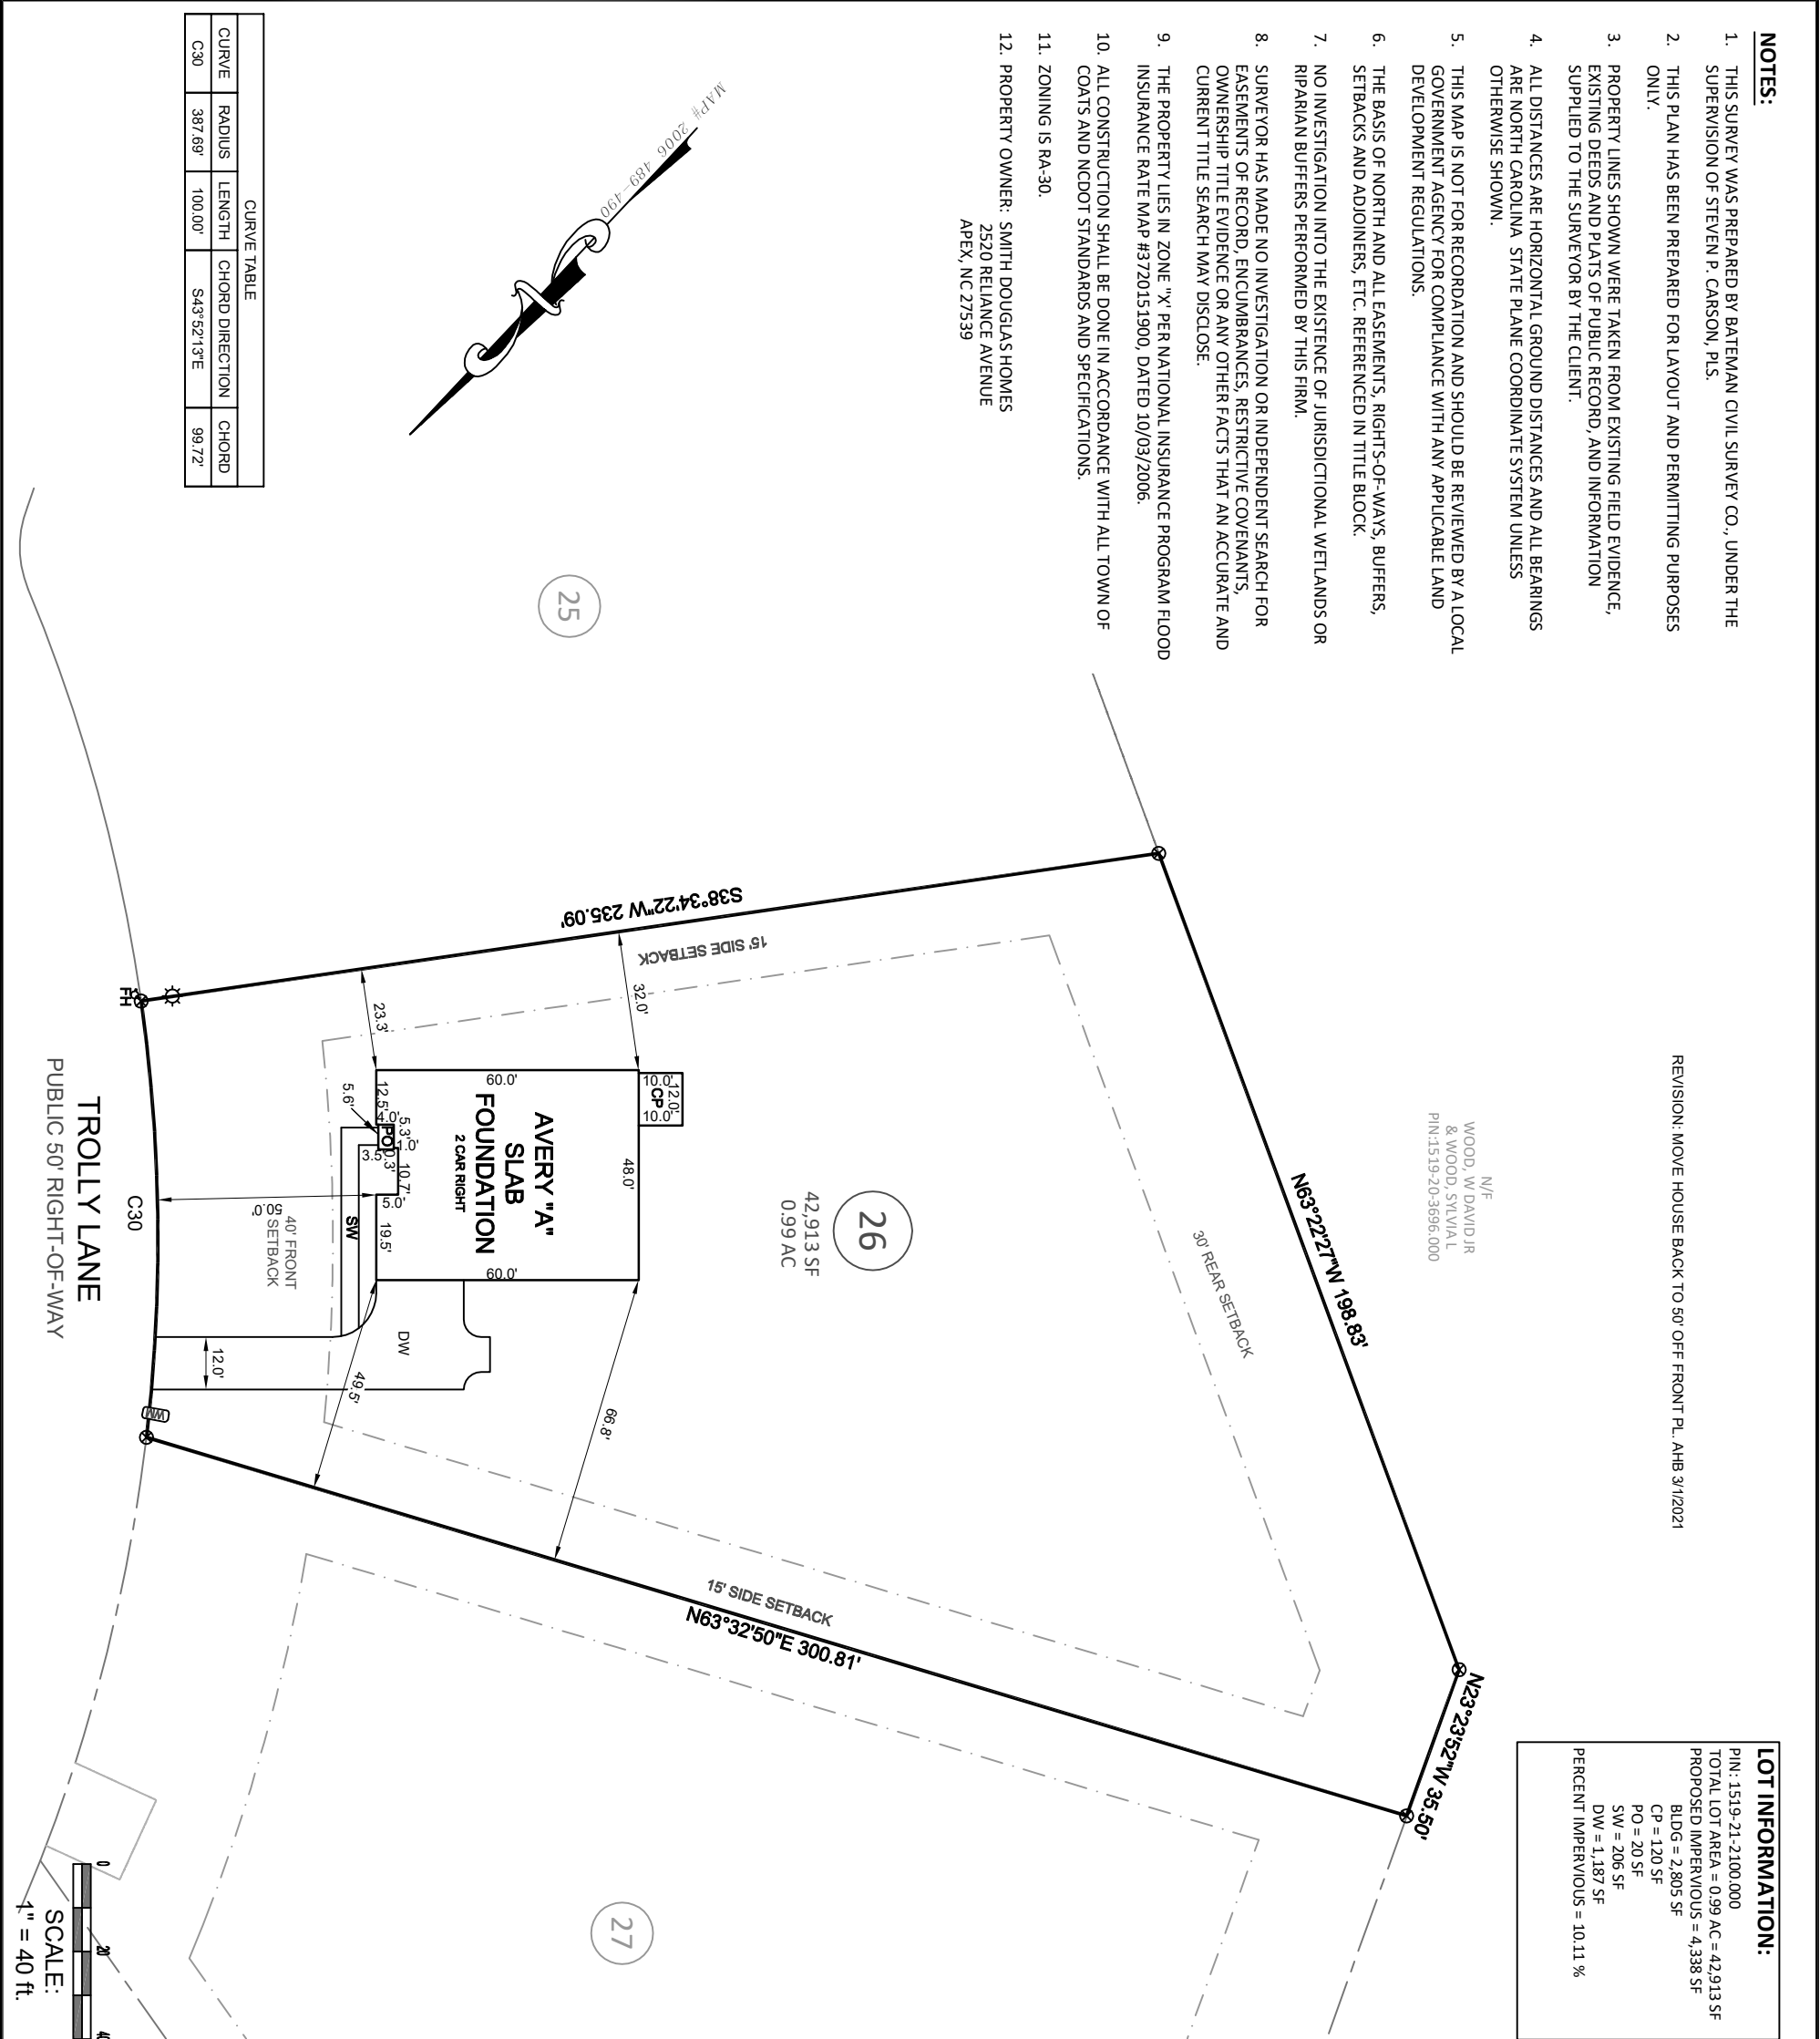 NOTES:
1. THIS SURVEY WAS PREPARED BY BATEMAN CIVIL SURVEY CO., UNDER THE
SUPERVISION OF STEVEN P. CARSON, PLS.
2. THIS PLAN HAS BEEN PREPARED FOR LAYOUT AND PERMITTING PURPOSES
ONLY.
3. PROPERTY LINES SHOWN WERE TAKEN FROM EXISTING FIELD EVIDENCE,
EXISTING DEEDS AND PLATS OF PUBLIC RECORD, AND INFORMATION
SUPPLIED TO THE SURVEYOR BY THE CLIENT.
4. ALL DISTANCES ARE HORIZONTAL GROUND DISTANCES AND ALL BEARINGS
ARE NORTH CAROLINA STATE PLANE COORDINATE SYSTEM UNLESS
OTHERWISE SHOWN.
5. THIS MAP IS NOT FOR RECORDATION AND SHOULD BE REVIEWED BY A LOCAL
GOVERNMENT AGENCY FOR COMPLIANCE WITH ANY APPLICABLE LAND
DEVELOPMENT REGULATIONS.
6. THE BASIS OF NORTH AND ALL EASEMENTS, RIGHTS-OF-WAYS, BUFFERS,
SETBACKS AND ADJOINERS, ETC. REFERENCED IN TITLE BLOCK.
7. NO INVESTIGATION INTO THE EXISTENCE OF JURISDICTIONAL WETLANDS OR
RIPARIAN BUFFERS PERFORMED BY THIS FIRM.
8. SURVEYOR HAS MADE NO INVESTIGATION OR INDEPENDENT SEARCH FOR
EASEMENTS OF RECORD, ENCUMBRANCES, RESTRICTIVE COVENANTS,
OWNERSHIP TITLE EVIDENCE OR ANY OTHER FACTS THAT AN ACCURATE AND
CURRENT TITLE SEARCH MAY DISCLOSE.
9. THE PROPERTY LIES IN ZONE "X' PER NATIONAL INSURANCE PROGRAM FLOOD
INSURANCE RATE MAP #3720151900, DATED 10/03/2006.
10. ALL CONSTRUCTION SHALL BE DONE IN ACCORDANCE WITH ALL TOWN OF
COATS AND NCDOT STANDARDS AND SPECIFICATIONS.
11. ZONING IS RA-30.
12. PROPERTY OWNER: SMITH DOUGLAS HOMES
2520 RELIANCE AVENUE
APEX, NC 27539
REVISION: MOVE HOUSE BACK TO 50' OFF FRONT PL. AHB 3/1/2021
LOT INFORMATION:
PIN: 1519-21-2100.000
TOTAL LOT AREA = 0.99 AC = 42,913 SF
PROPOSED IMPERVIOUS = 4,338 SF
BLDG = 2,805 SF
CP = 120 SF
PO = 20 SF
SW = 206 SF
DW = 1,187 SF
PERCENT IMPERVIOUS = 10.11 %
N/F
WOOD, W DAVID JR
& WOOD, SYLVIA L
PIN:1519-20-3696.000
MAP# 2006 489-490
N63°22'27"W 198.83'
N23°23'52"W 35.50'
30' REAR SETBACK
S38°34'22"W 235.09'
15' SIDE SETBACK
26
42,913 SF
0.99 AC
15' SIDE SETBACK
N63°32'50"E 300.81'
25
27
32.0'
12.0'
10.0'
CP
10.0'
48.0'
66.8'
60.0'
AVERY "A"
SLAB
FOUNDATION
2 CAR RIGHT
60.0'
23.3'
12.5'
4.0'
5.3'
PO
1.0'
0.3'
3.5'
10.7'
5.0'
19.5'
5.6'
SW
DW
49.5'
50.0'
40' FRONT
SETBACK
12.0'
WM
FH
C30
TROLLY LANE
PUBLIC 50' RIGHT-OF-WAY
CURVE TABLE
CURVE RADIUS LENGTH CHORD DIRECTION CHORD
C30 387.69' 100.00' S43°52'13"E 99.72'
0 20 40
SCALE:
1" = 40 ft.